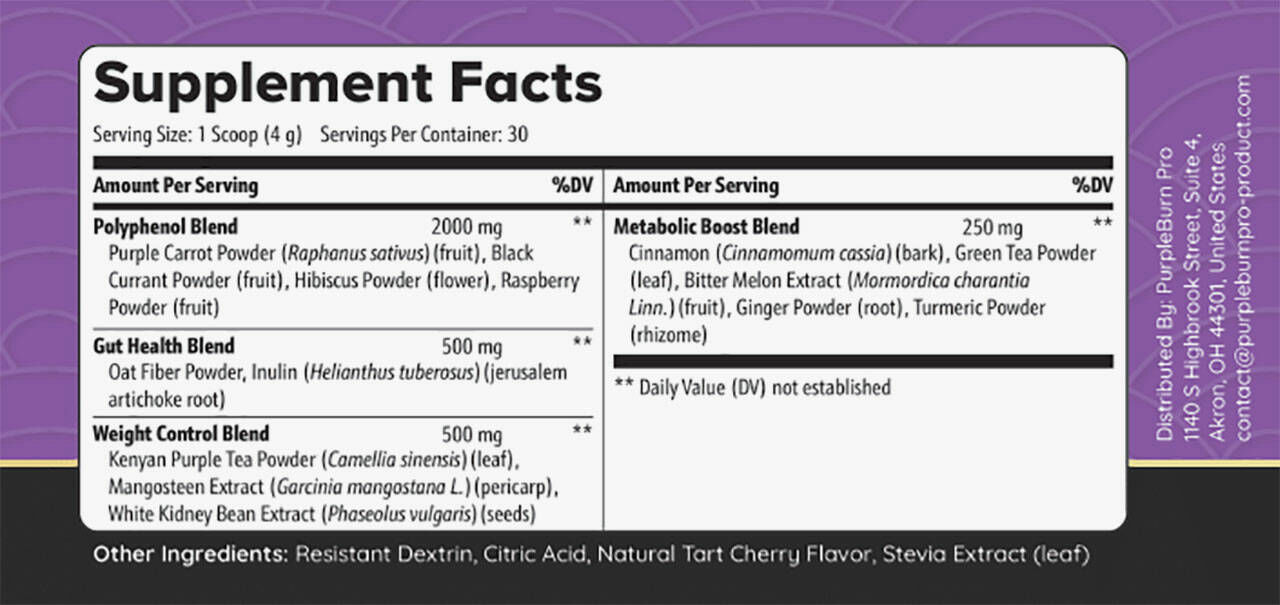 Supplement Facts
Serving Size: 1 Scoop (4 g) Servings Per Container: 30
Amount Per Serving %DV
Polyphenol Blend 2000 mg **
Purple Carrot Powder (Raphanus sativus) (fruit), Black
Currant Powder (fruit), Hibiscus Powder (flower), Raspberry
Powder (fruit)
Gut Health Blend 500 mg **
Oat Fiber Powder, Inulin (Helianthus tuberosus) (jerusalem
artichoke root)
Weight Control Blend 500 mg **
Kenyan Purple Tea Powder (Camellia sinensis) (leaf),
Mangosteen Extract (Garcinia mangostana L.) (pericarp),
White Kidney Bean Extract (Phaseolus vulgaris) (seeds)
Amount Per Serving %DV
Metabolic Boost Blend 250 mg **
Cinnamon (Cinnamomum cassia) (bark), Green Tea Powder
(leaf), Bitter Melon Extract (Mormordica charantia
Linn.) (fruit), Ginger Powder (root), Turmeric Powder
(rhizome)
** Daily Value (DV) not established
Other Ingredients: Resistant Dextrin, Citric Acid, Natural Tart Cherry Flavor, Stevia Extract (leaf)
Distributed By: PurpleBurn Pro
1140 S Highbrook Street, Suite 4,
Akron, OH 44301, United States
contact@purpleburnpro-product.com